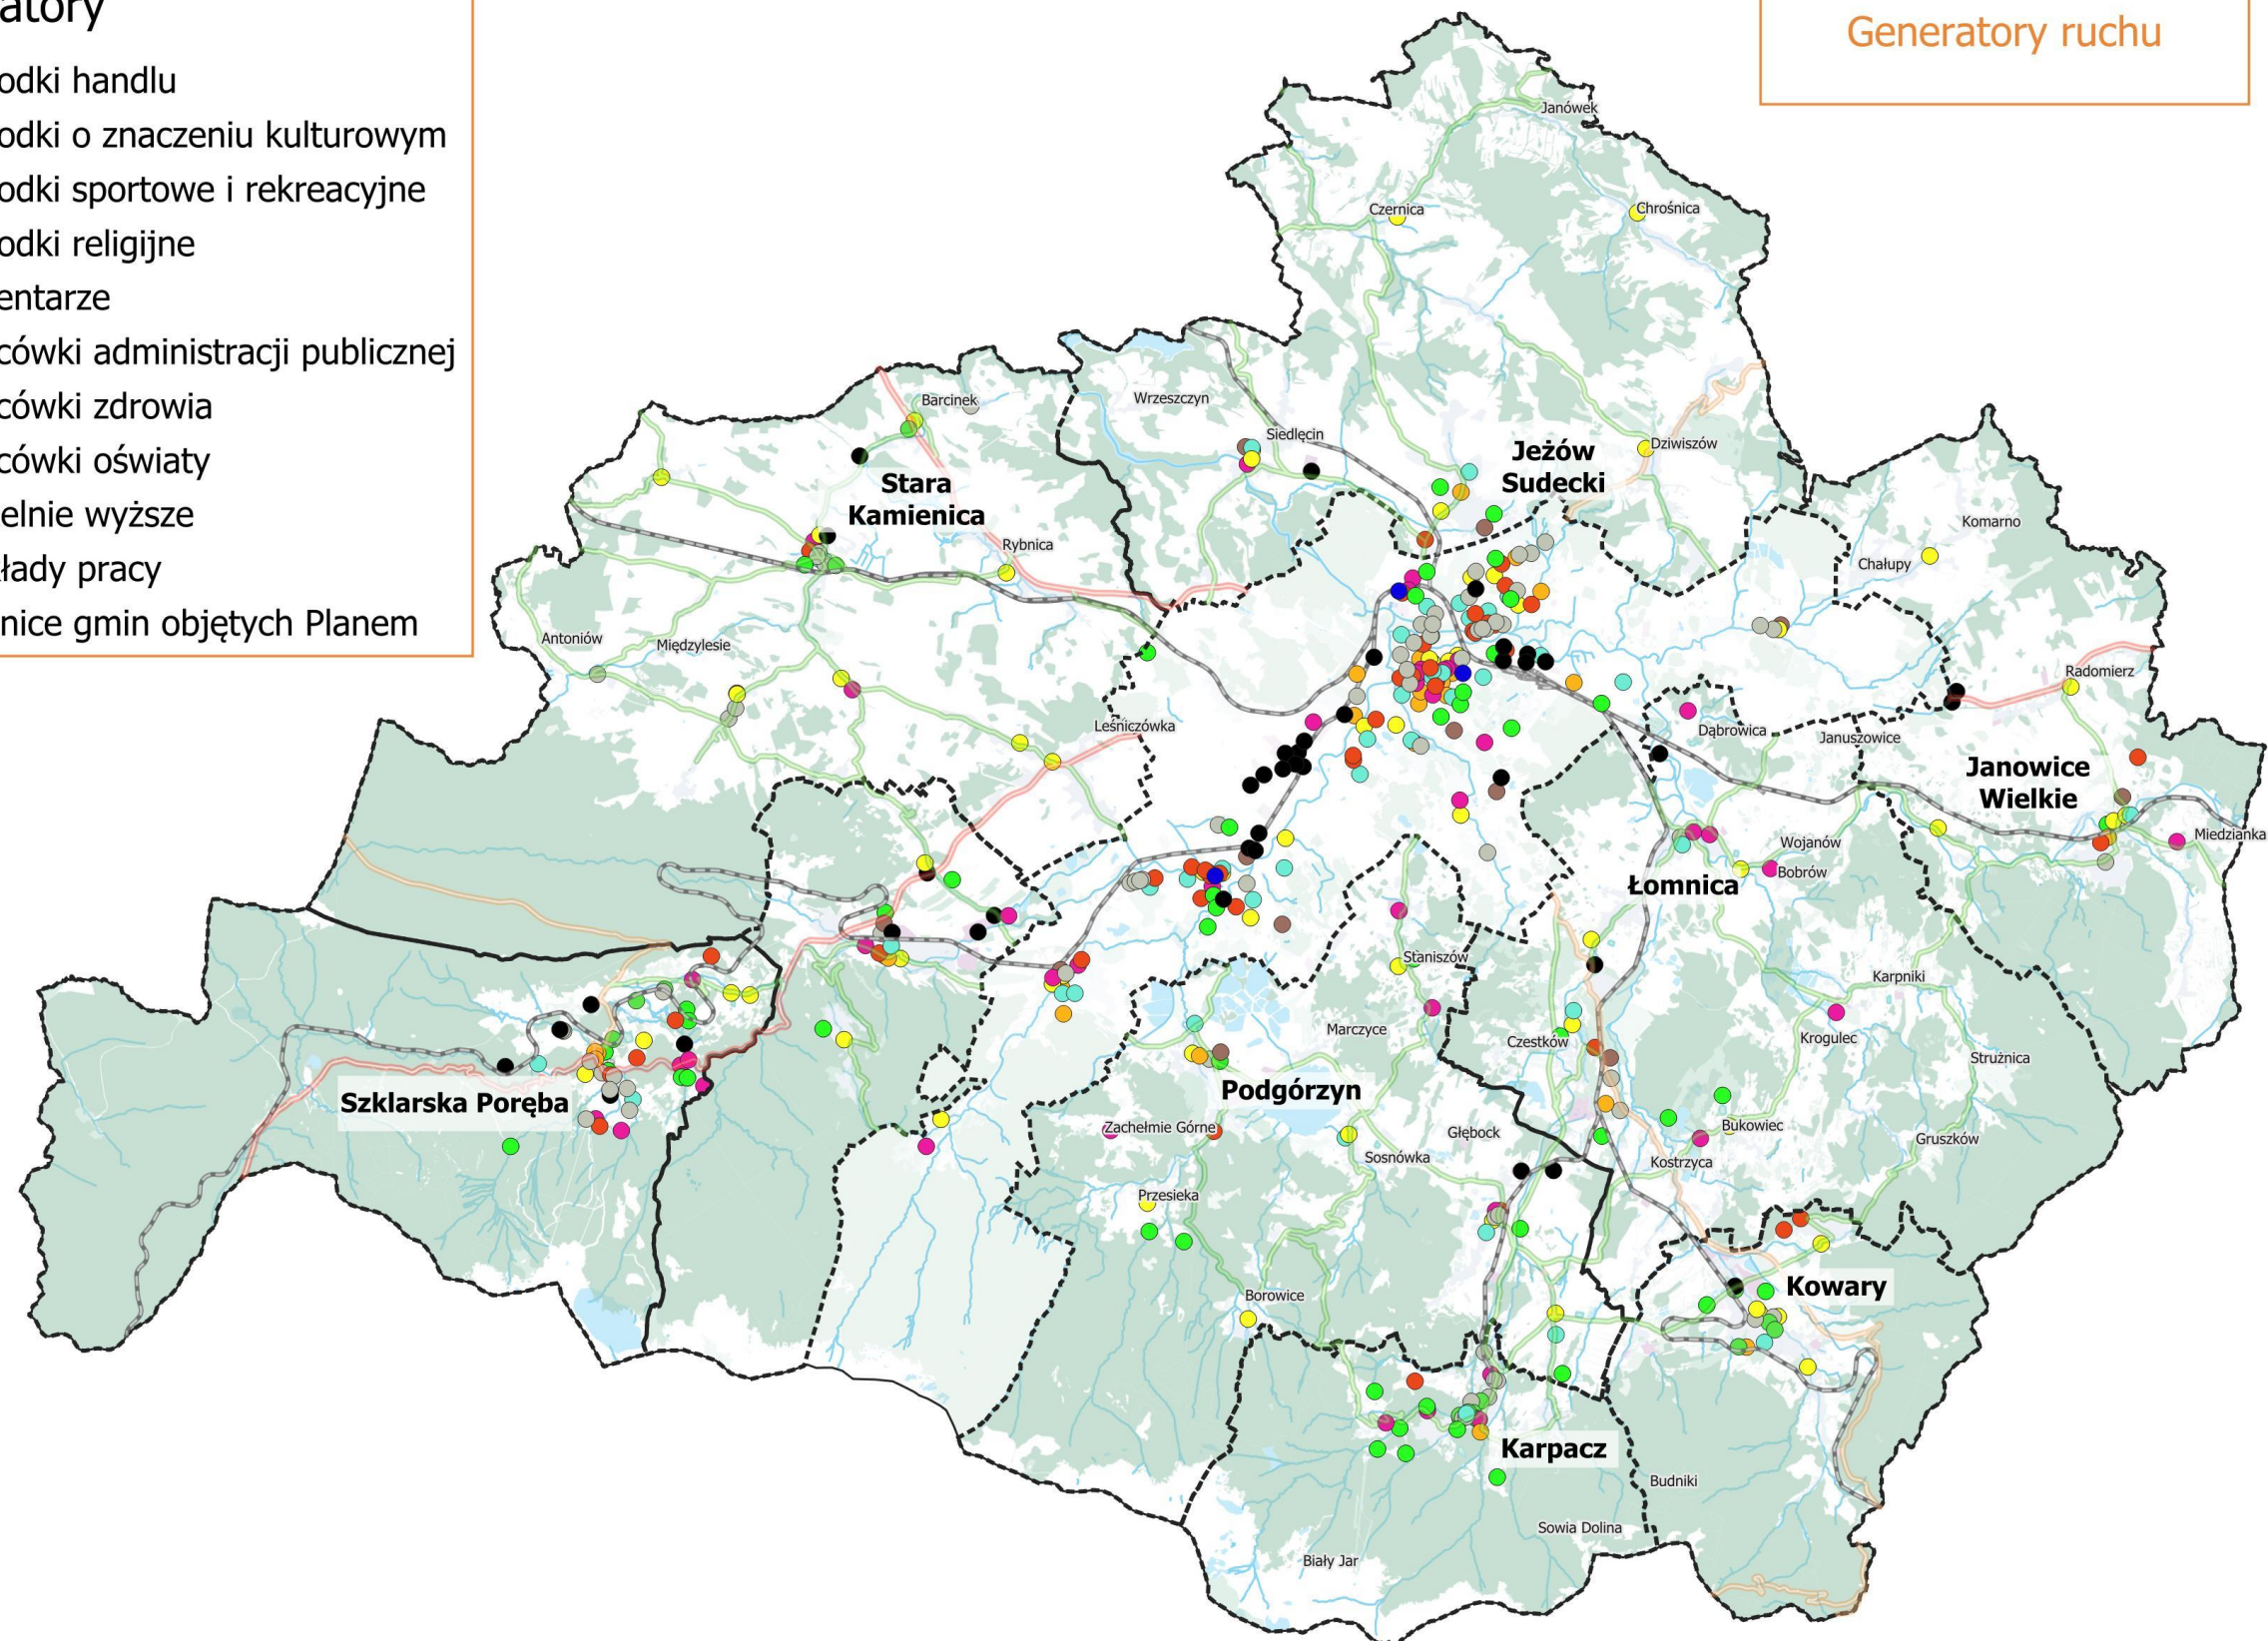 atory
odki handlu
odki o znaczeniu kulturowym
odki sportowe i rekreacyjne
odki religijne
entarze
cówki administracji publicznej
cówki zdrowia
cówki oświaty
elnie wyższe
łady pracy
nice gmin objętych Planem
Generatory ruchu
Janówek
Czernica
Chrośnica
Barcinek
Wrzeszczyn
Siedlęcin
Dziwiszów
Jeżów
Sudecki
Stara
Kamienica
Komarno
Rybnica
Chałupy
Antoniów
Międzylesie
Radomierz
Leśniczówka
Dąbrowica
Januszowice
Janowice
Wielkie
Miedzianka
Wojanów
Bobrów
Łomnica
Staniszów
Karpniki
Marczyce
Czestków
Krogulec
Strużnica
Podgórzyn
Szklarska Poręba
Zachełmie Górne
Głębock
Bukowiec
Gruszków
Sosnówka
Kostrzyca
Przesieka
Borowice
Kowary
Karpacz
Budniki
Sowia Dolina
Biały Jar